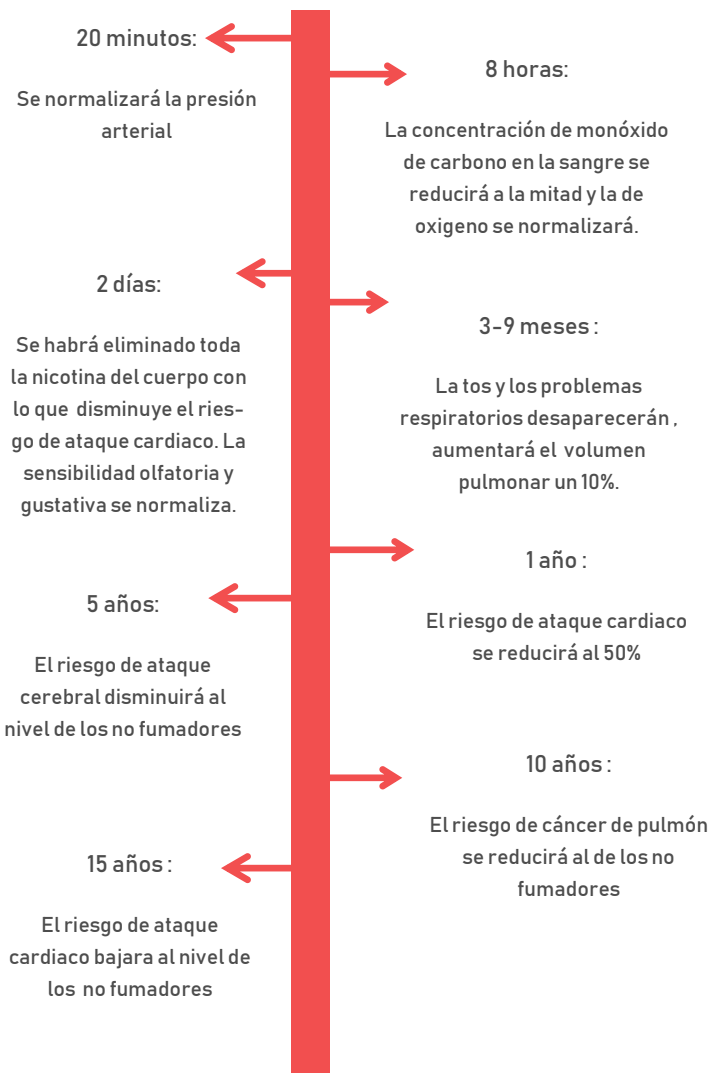 20 minutos:
Se normalizará la presión
arterial
8 horas:
La concentración de monóxido
de carbono en la sangre se
reducirá a la mitad y la de
oxigeno se normalizará.
2 días:
Se habrá eliminado toda
la nicotina del cuerpo con
lo que disminuye el ries-
go de ataque cardiaco. La
sensibilidad olfatoria y
gustativa se normaliza.
3-9 meses :
La tos y los problemas
respiratorios desaparecerán ,
aumentará el volumen
pulmonar un 10%.
1 año :
El riesgo de ataque cardiaco
se reducirá al 50%
5 años:
El riesgo de ataque
cerebral disminuirá al
nivel de los no fumadores
10 años :
El riesgo de cáncer de pulmón
se reducirá al de los no
fumadores
15 años :
El riesgo de ataque
cardiaco bajara al nivel de
los no fumadores